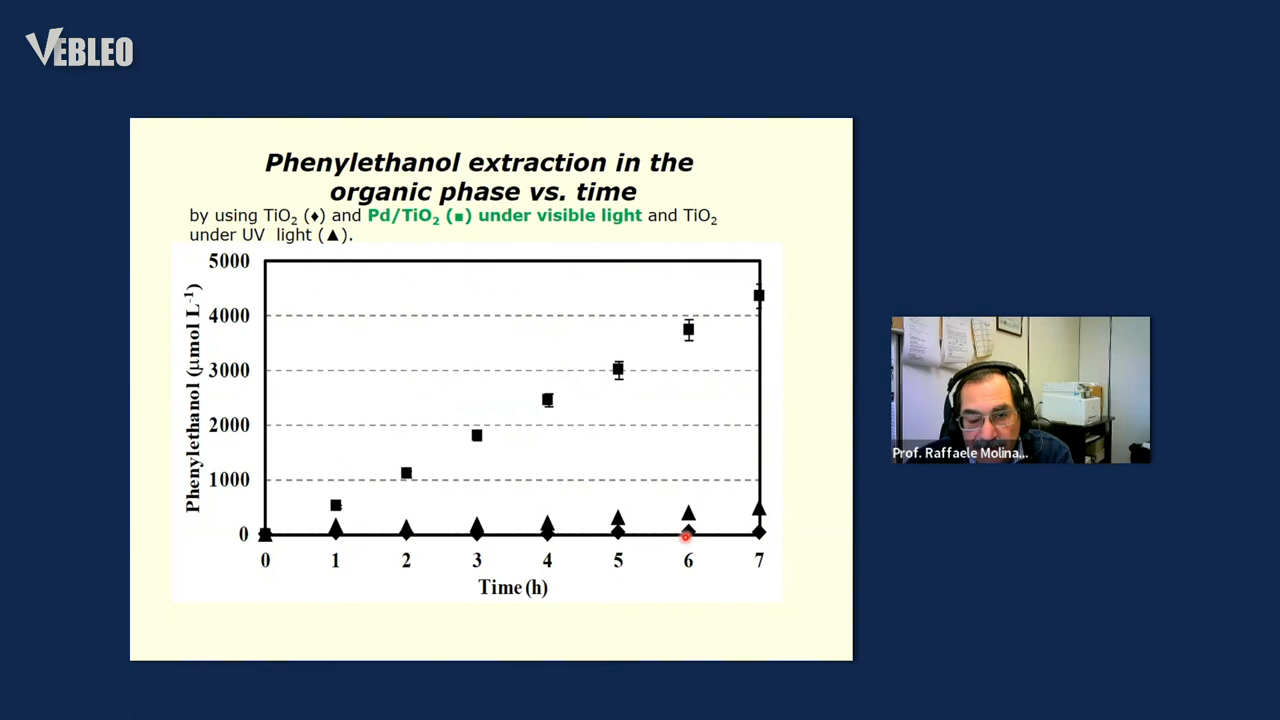 VEBLEO
Phenylethanol extraction in the
organic phase vs. time
by using TiO2 (♦) and Pd/TiO2 (■) under visible light and TiO2
under UV light (▲).
Phenylethanol (μmol L-1)
5000
4000
3000
2000
1000
0
0 1 2 3 4 5 6 7
Time (h)
Prof. Raffaele Molina...